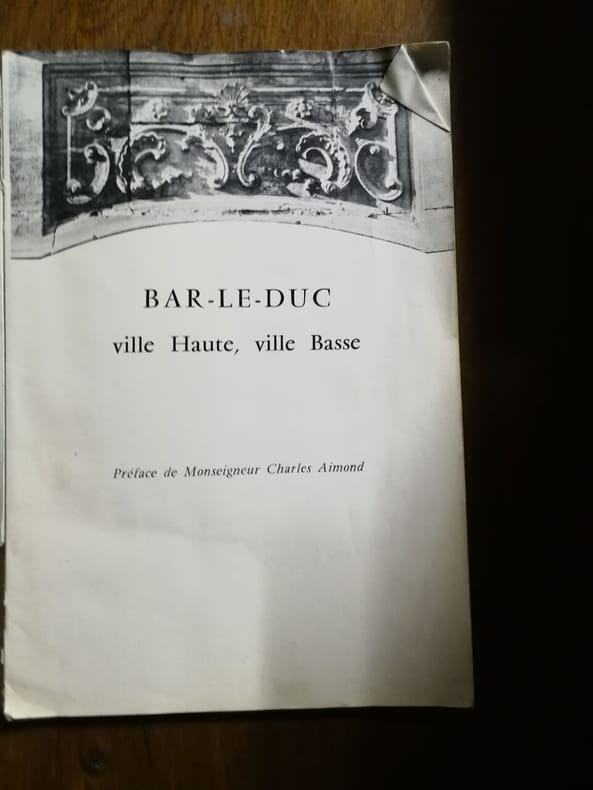 BAR-LE-DUC
ville Haute, ville Basse
Préface de Monseigneur Charles Aimond